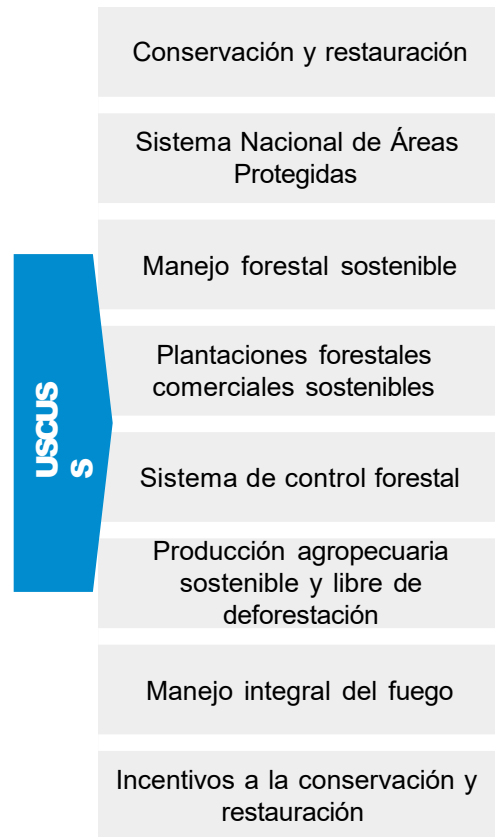 Conservación y restauración
Sistema Nacional de Áreas
Protegidas
Manejo forestal sostenible
Plantaciones forestales
comerciales sostenibles
USCUS
S
Sistema de control forestal
Producción agropecuaria
sostenible y libre de
deforestación
Manejo integral del fuego
Incentivos a la conservación y
restauración